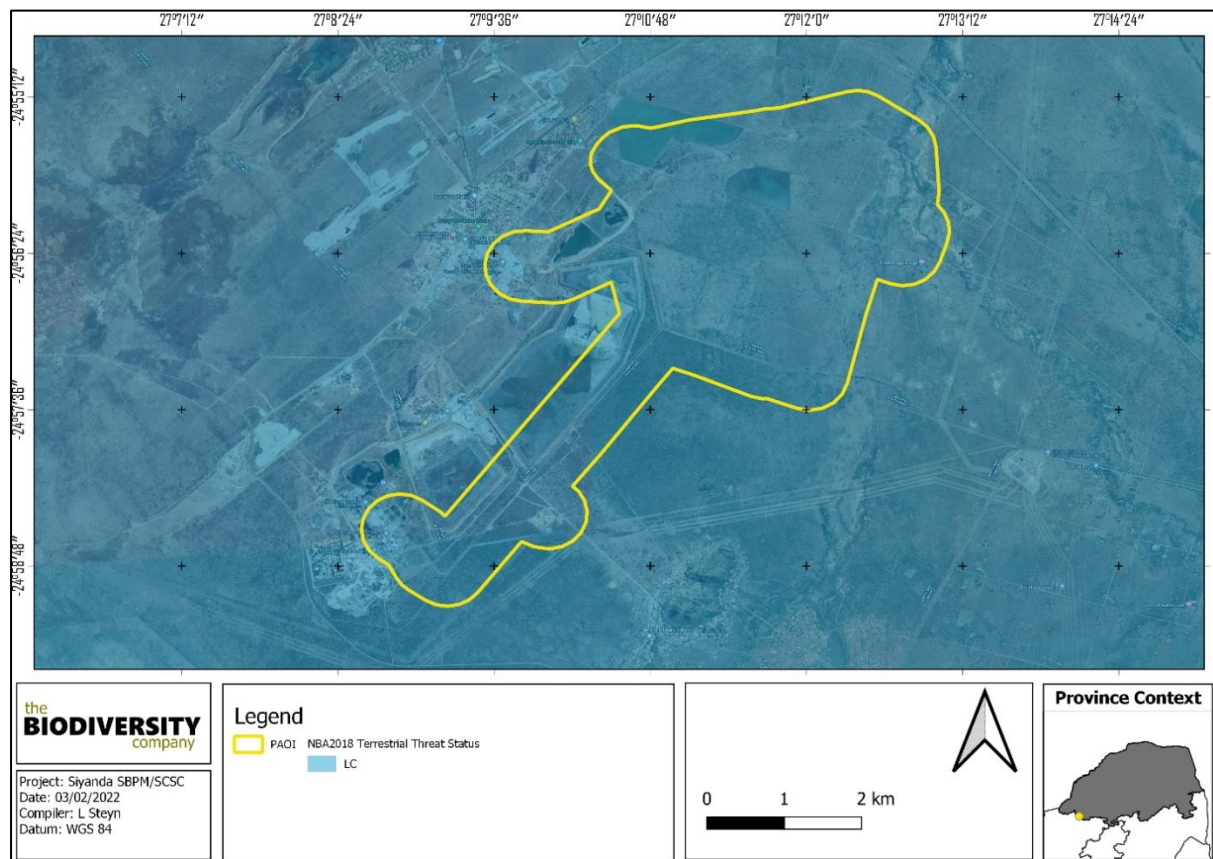 27°7'12" 27°8'24" 27°9'36" 27°10'48" 27°12'0" 27°13'12" 27°14'24"
-24°55'12"
-24°56'24"
-24°57'36"
-24°58'48"
the
BIODIVERSITY
company
Project: Siyanda SBPM/SCSC
Date: 03/02/2022
Compiler: L Steyn
Datum: WGS 84
Legend
PAOI NBA2018 Terrestrial Threat Status
LC
0 1 2 km
Province Context